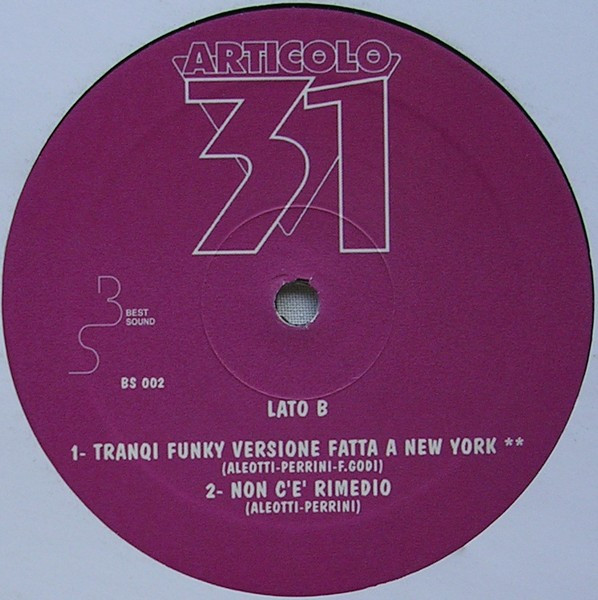 ARTICOLO
31
BEST
SOUND
BS 002
LATO B
1- TRANQI FUNKY VERSIONE FATTA A NEW YORK **
(ALEOTTI-PERRINI-F.GODI)
2- NON C'E' RIMEDIO
(ALEOTTI-PERRINI)